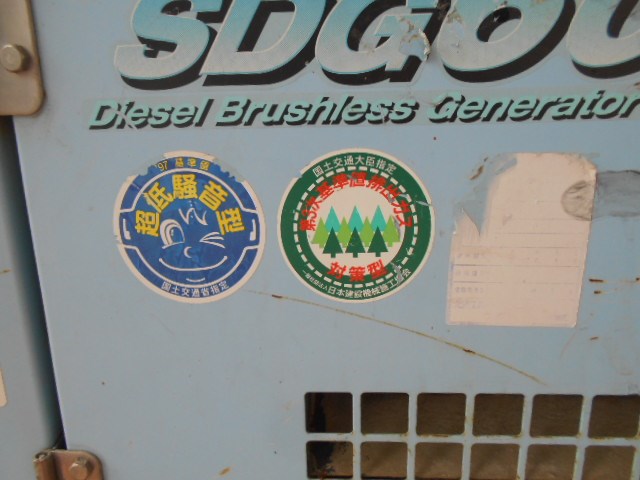 SDG60
Diesel Brushless Generator
'97 基準値
超低騒音型
国土交通省指定
国土交通大臣指定
第3次基準値排出ガス
対策型
一般社団法人日本建設機械施工協会